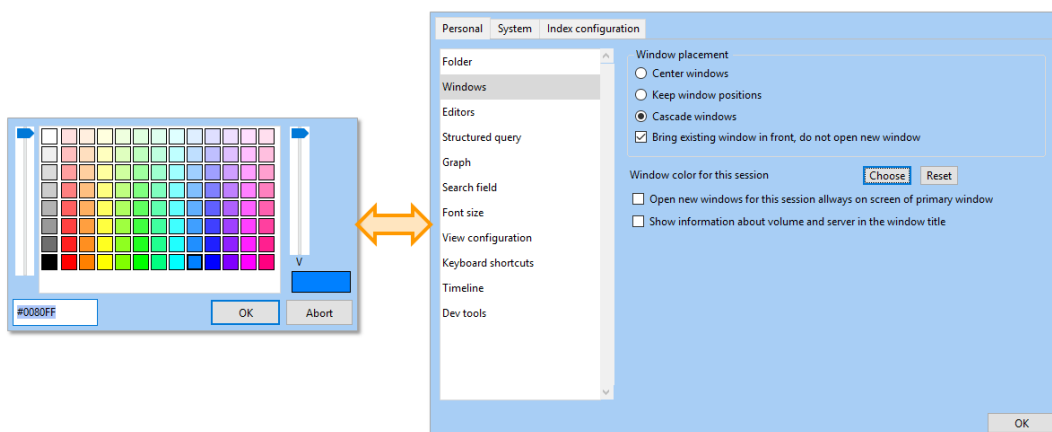 Personal System Index configuration
Folder
Windows
Editors
Structured query
Graph
Search field
Font size
View configuration
Keyboard shortcuts
Timeline
Dev tools
Window placement
Center windows
Keep window positions
Cascade windows
Bring existing window in front, do not open new window
Window color for this session Choose Reset
Open new windows for this session allways on screen of primary window
Show information about volume and server in the window title
OK
V
#0080FF OK Abort